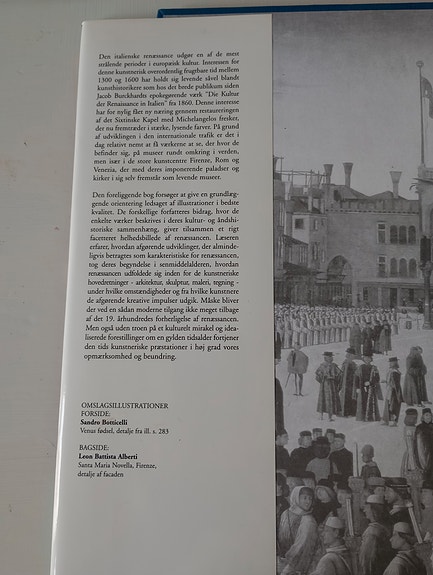 Den italienske renæssance udgør en af de mest
strålende perioder i europæisk kultur. Interessen for
denne kunstnerisk overordentlig frugtbare tid mellem
1300 og 1600 har holdt sig levende såvel blandt
kunsthistorikere som hos det brede publikum siden
Jacob Burckhardts epokegørende værk "Die Kultur
der Renaissance in Italien" fra 1860. Denne interesse
har for nylig fået ny næring gennem restaureringen
af det Sixtinske Kapel med Michelangelos fresker,
der nu fremtræder i stærke, lysende farver. På grund
af udviklingen i den internationale trafik er det i
dag relativt nemt at få værkerne at se, der hvor de
befinder sig, på museer rundt omkring i verden,
men især i de store kunstcentre Firenze, Rom og
Venezia, der med deres imponerende paladser og
kirker i sig selv fremstår som levende museer.
Den foreliggende bog forsøger at give en grundlæg-
gende orientering ledsaget af illustrationer i bedste
kvalitet. De forskellige forfatteres bidrag, hvor de
enkelte værker beskrives i deres kultur- og åndshi-
storiske sammenhæng, giver tilsammen et rigt
facetteret helhedsbillede af renæssancen. Læseren
erfarer, hvordan afgørende udviklinger, der alminde-
ligvis betragtes som karakteristiske for renæssancen,
tog deres begyndelse i senmiddelalderen, hvordan
renæssancen udfoldede sig inden for de kunstneriske
hovedretninger - arkitektur, skulptur, maleri, tegning -
under hvilke omstændigheder og fra hvilke kunstnere
de afgørende kreative impulser udgik. Måske bliver
der ved en sådan moderne tilgang ikke meget tilbage
af det 19. århundredes forherligelse af renæssancen.
Men også uden troen på et kulturelt mirakel og idea-
liserede forestillinger om en gylden tidsalder fortjener
den tids kunstneriske præstationer i høj grad vores
opmærksomhed og beundring.
OMSLAGSILLUSTRATIONER
FORSIDE:
Sandro Botticelli
Venus fødsel, detalje fra ill. s. 283
BAGSIDE:
Leon Battista Alberti
Santa Maria Novella, Firenze,
detalje af facaden